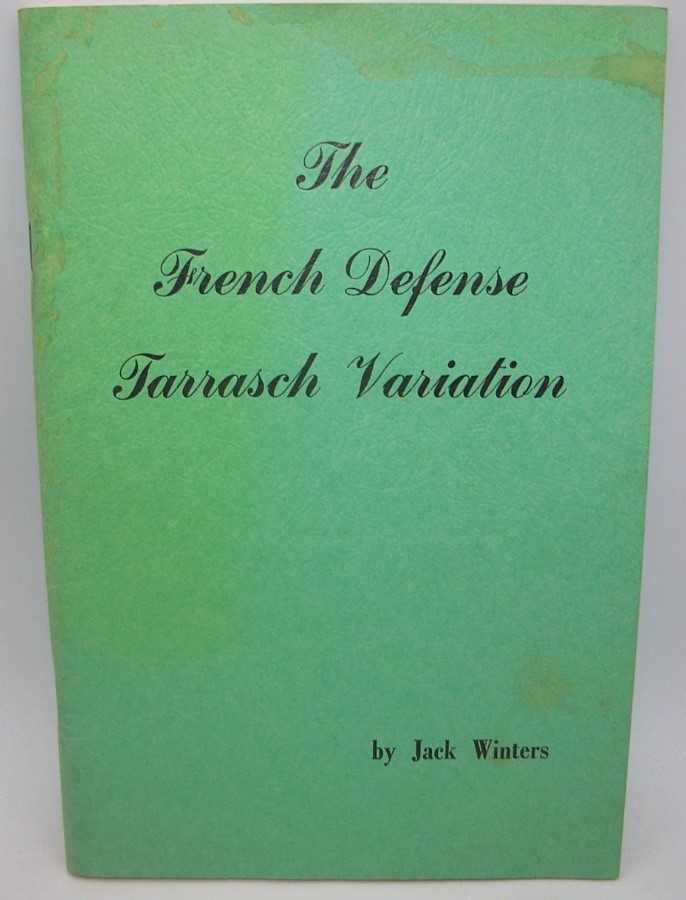 The
French Defense
Tarrasch Variation
by Jack Winters